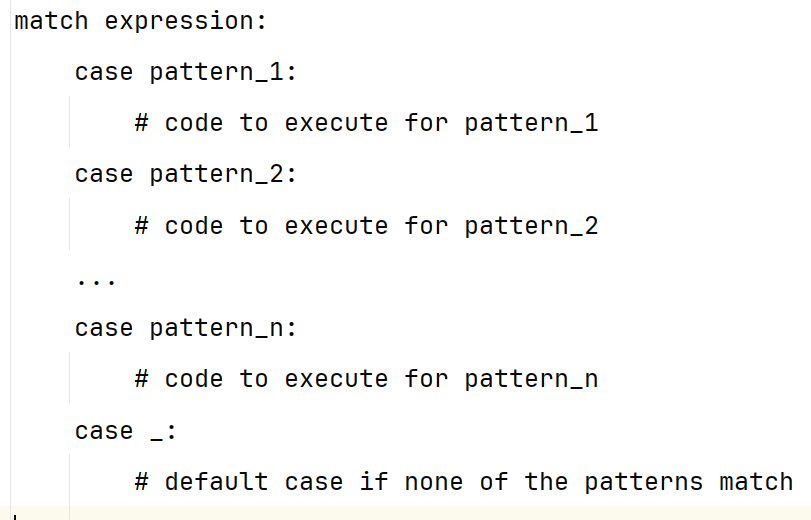 match expression:
case pattern_1:
# code to execute for pattern_1
case pattern_2:
# code to execute for pattern_2
...
case pattern_n:
# code to execute for pattern_n
case _:
# default case if none of the patterns match